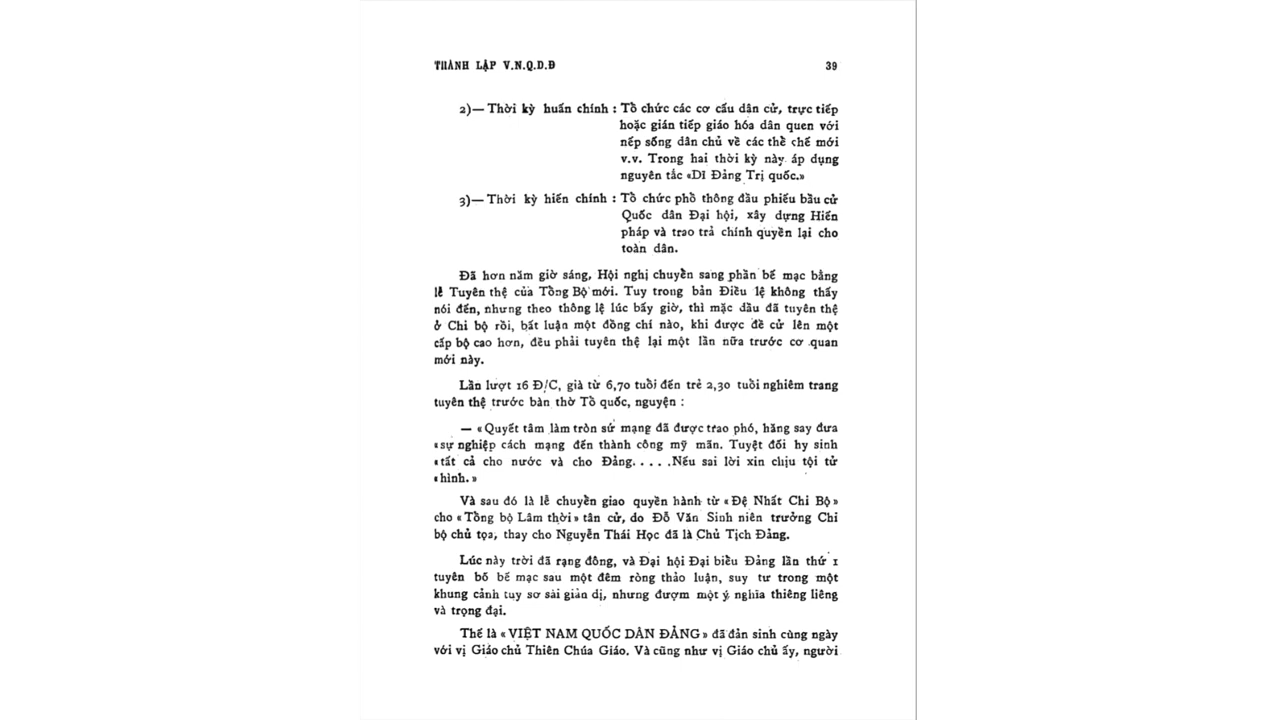 THÀNH LẬP V.N.Q.D.Đ 39
2)— Thời kỳ huấn chính : Tổ chức các cơ cấu dân cử, trực tiếp
hoặc gián tiếp giáo hóa dân quen với
nếp sống dân chủ về các thể chế mới
v.v. Trong hai thời kỳ này áp dụng
nguyên tắc «Dĩ Đảng Trị quốc.»
3)— Thời kỳ hiến chính : Tổ chức phổ thông đầu phiếu bầu cử
Quốc dân Đại hội, xây dựng Hiến
pháp và trao trả chính quyền lại cho
toàn dân.
Đã hơn năm giờ sáng, Hội nghị chuyển sang phần bế mạc bằng
lễ Tuyên thệ của Tổng Bộ mới. Tuy trong bản Điều lệ không thấy
nói đến, nhưng theo thông lệ lúc bấy giờ, thì mặc dầu đã tuyên thệ
ở Chi bộ rồi, bất luận một đồng chí nào, khi được đề cử lên một
cấp bộ cao hơn, đều phải tuyên thệ lại một lần nữa trước cơ quan
mới này.
Lần lượt 16 Đ/C, già từ 6,70 tuổi đến trẻ 2,30 tuổi nghiêm trang
tuyên thệ trước bàn thờ Tổ quốc, nguyện :
— «Quyết tâm làm tròn sứ mạng đã được trao phó, hăng say đưa
«sự nghiệp cách mạng đến thành công mỹ mãn. Tuyệt đối hy sinh
«tất cả cho nước và cho Đảng. . . . .Nếu sai lời xin chịu tội tử
«hình.»
Và sau đó là lễ chuyển giao quyền hành từ «Đệ Nhất Chi Bộ»
cho «Tổng bộ Lâm thời» tân cử, do Đỗ Văn Sinh niên trưởng Chi
bộ chủ tọa, thay cho Nguyễn Thái Học đã là Chủ Tịch Đảng.
Lúc này trời đã rạng đông, và Đại hội Đại biểu Đảng lần thứ 1
tuyên bố bế mạc sau một đêm ròng thảo luận, suy tư trong một
khung cảnh tuy sơ sài giản dị, nhưng đượm một ý nghĩa thiêng liêng
và trọng đại.
Thế là «VIỆT NAM QUỐC DÂN ĐẢNG» đã đản sinh cùng ngày
với vị Giáo chủ Thiên Chúa Giáo. Và cũng như vị Giáo chủ ấy, người